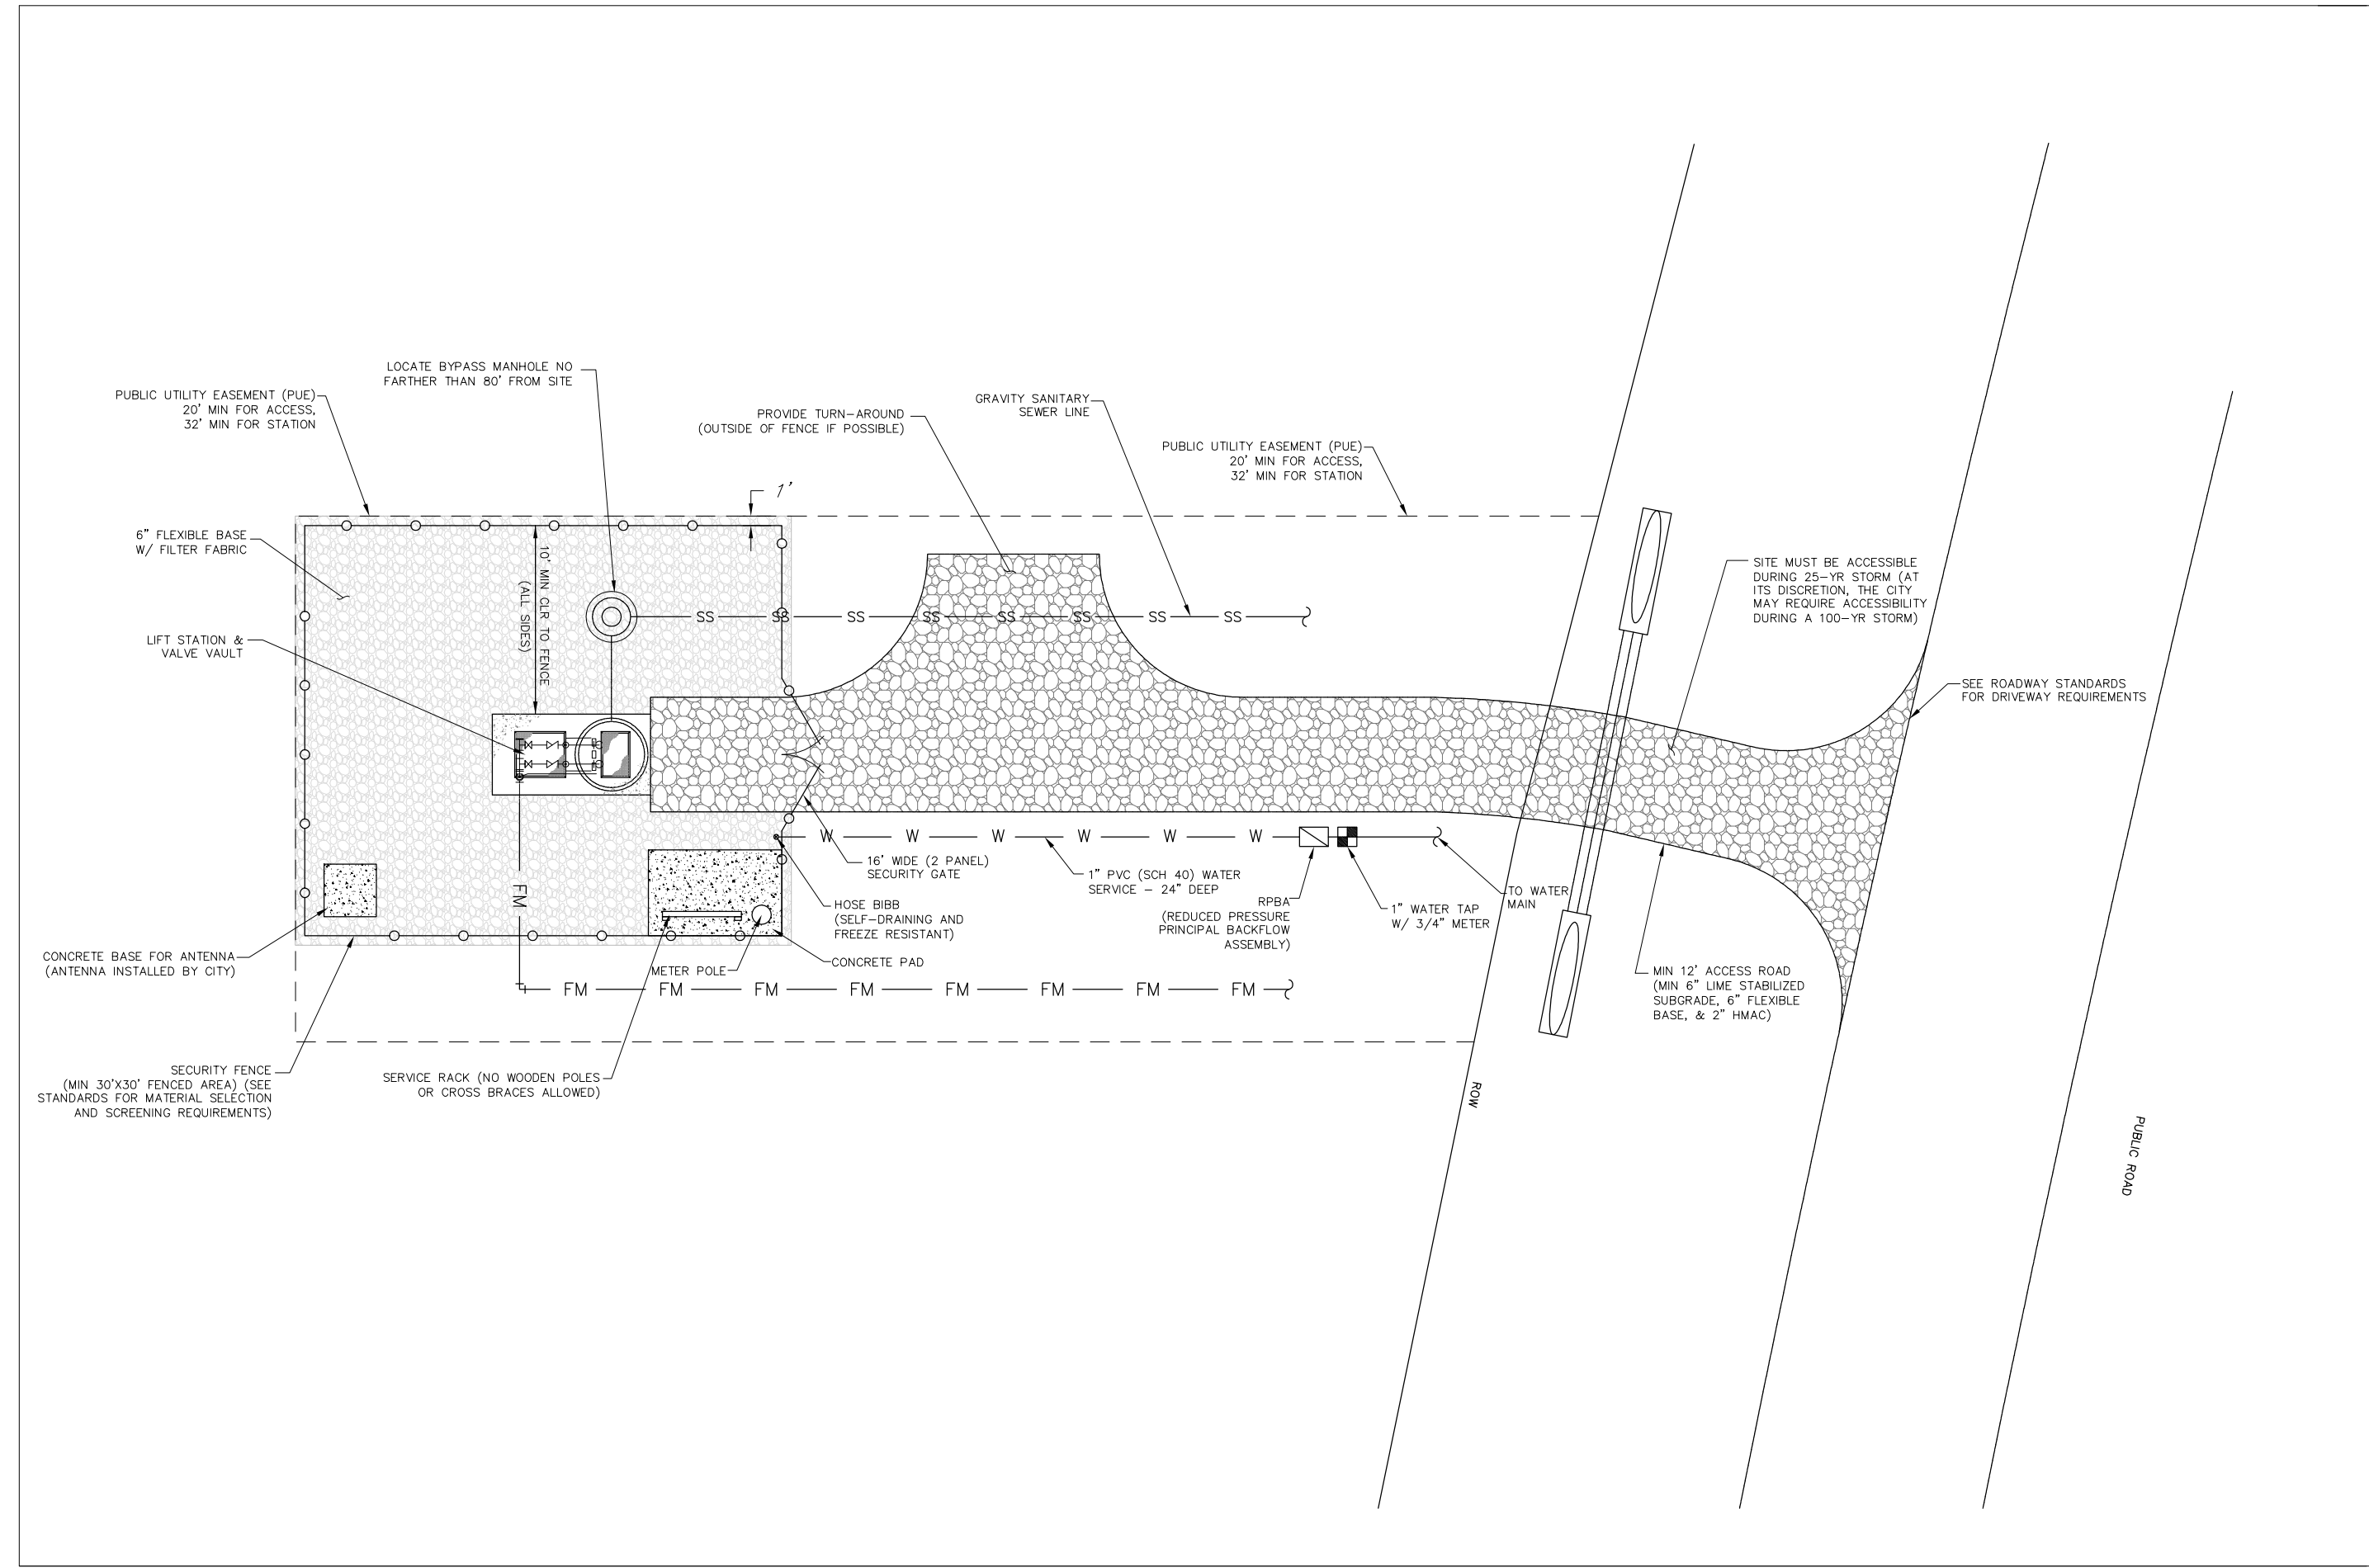 LOCATE BYPASS MANHOLE NO
FARTHER THAN 80' FROM SITE
PUBLIC UTILITY EASEMENT (PUE)
20' MIN FOR ACCESS,
32' MIN FOR STATION
PROVIDE TURN-AROUND
(OUTSIDE OF FENCE IF POSSIBLE)
GRAVITY SANITARY
SEWER LINE
PUBLIC UTILITY EASEMENT (PUE)
20' MIN FOR ACCESS,
32' MIN FOR STATION
1'
6" FLEXIBLE BASE
W/ FILTER FABRIC
10' MIN CLR TO FENCE
(ALL SIDES)
SITE MUST BE ACCESSIBLE
DURING 25-YR STORM (AT
ITS DISCRETION, THE CITY
MAY REQUIRE ACCESSIBILITY
DURING A 100-YR STORM)
SS SS SS SS SS SS SS SS
LIFT STATION &
VALVE VAULT
SEE ROADWAY STANDARDS
FOR DRIVEWAY REQUIREMENTS
W W W W W W
16' WIDE (2 PANEL)
SECURITY GATE
1" PVC (SCH 40) WATER
SERVICE - 24" DEEP
TO WATER
MAIN
FM
HOSE BIBB
(SELF-DRAINING AND
FREEZE RESISTANT)
RPBA
(REDUCED PRESSURE
PRINCIPAL BACKFLOW
ASSEMBLY)
1" WATER TAP
W/ 3/4" METER
CONCRETE BASE FOR ANTENNA
(ANTENNA INSTALLED BY CITY)
METER POLE
CONCRETE PAD
MIN 12' ACCESS ROAD
(MIN 6" LIME STABILIZED
SUBGRADE, 6" FLEXIBLE
BASE, & 2" HMAC)
FM FM FM FM FM FM FM FM
SECURITY FENCE
(MIN 30'X30' FENCED AREA) (SEE
STANDARDS FOR MATERIAL SELECTION
AND SCREENING REQUIREMENTS)
SERVICE RACK (NO WOODEN POLES
OR CROSS BRACES ALLOWED)
ROW
PUBLIC ROAD